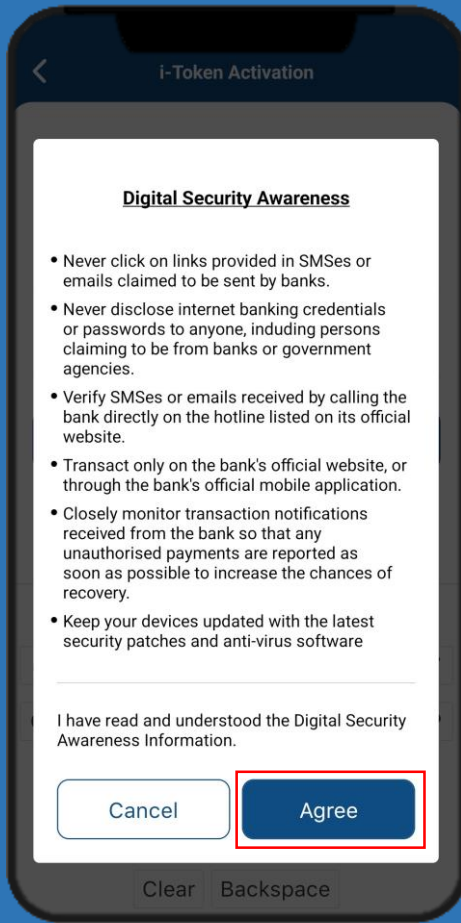 i-Token Activation
Digital Security Awareness
• Never click on links provided in SMSes or
emails claimed to be sent by banks.
• Never disclose internet banking credentials
or passwords to anyone, induding persons
claiming to be from banks or government
agencies.
• Verify SMSes or emails received by calling the
bank directly on the hotline listed on its official
website.
• Transact only on the bank's official website, or
through the bank's official mobile application.
• Closely monitor transaction notifications
received from the bank so that any
unauthorised payments are reported as
soon as possible to increase the chances of
recovery.
• Keep your devices updated with the latest
security patches and anti-virus software
I have read and understood the Digital Security
Awareness Information.
Cancel Agree
Clear Backspace